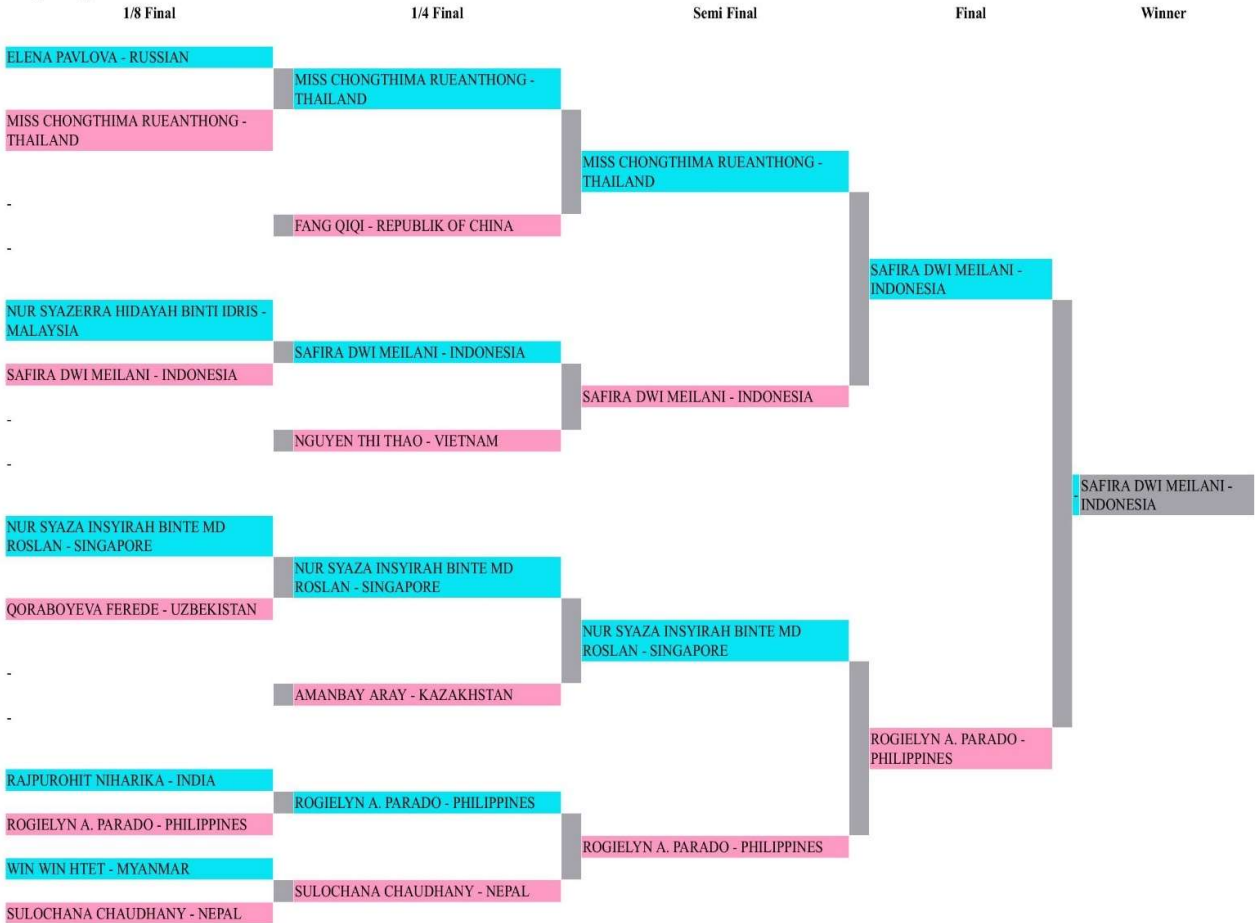 1/8 Final
1/4 Final
Semi Final
Final
Winner
ELENA PAVLOVA - RUSSIAN
MISS CHONGTHIMA RUEANTHONG -
THAILAND
-
-
NUR SYAZERRA HIDAYAH BINTI IDRIS -
MALAYSIA
SAFIRA DWI MEILANI - INDONESIA
-
-
NUR SYAZA INSYIRAH BINTE MD
ROSLAN - SINGAPORE
QORABOYEVA FEREDE - UZBEKISTAN
-
-
RAJPUROHIT NIHARIKA - INDIA
ROGIELYN A. PARADO - PHILIPPINES
WIN WIN HTET - MYANMAR
SULOCHANA CHAUDHANY - NEPAL
MISS CHONGTHIMA RUEANTHONG -
THAILAND
FANG QIQI - REPUBLIK OF CHINA
SAFIRA DWI MEILANI - INDONESIA
NGUYEN THI THAO - VIETNAM
NUR SYAZA INSYIRAH BINTE MD
ROSLAN - SINGAPORE
AMANBAY ARAY - KAZAKHSTAN
ROGIELYN A. PARADO - PHILIPPINES
SULOCHANA CHAUDHANY - NEPAL
MISS CHONGTHIMA RUEANTHONG -
THAILAND
SAFIRA DWI MEILANI - INDONESIA
NUR SYAZA INSYIRAH BINTE MD
ROSLAN - SINGAPORE
ROGIELYN A. PARADO - PHILIPPINES
SAFIRA DWI MEILANI -
INDONESIA
ROGIELYN A. PARADO -
PHILIPPINES
- SAFIRA DWI MEILANI -
INDONESIA